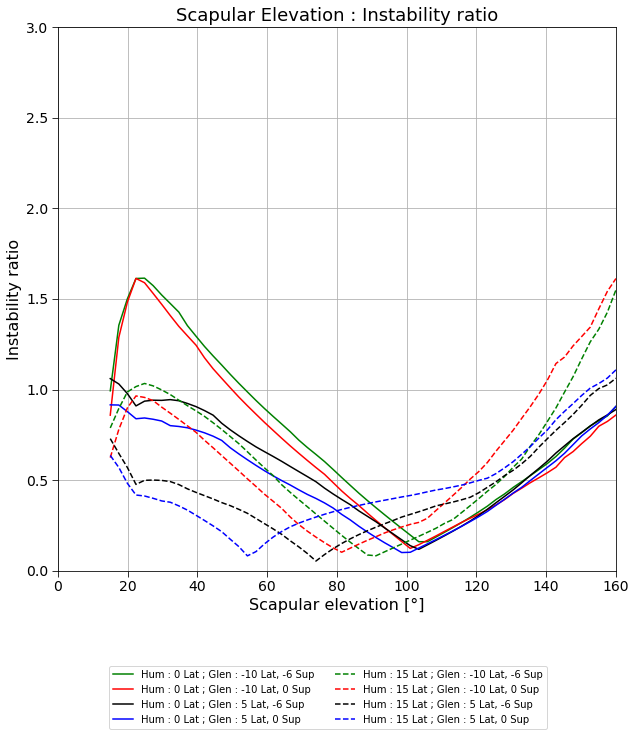 Scapular Elevation : Instability ratio
3.0
2.5
2.0
1.5
1.0
0.5
0.0
Instability ratio
0 20 40 60 80 100 120 140 160
Scapular elevation [°]
Hum : 0 Lat ; Glen : -10 Lat, -6 Sup
Hum : 0 Lat ; Glen : -10 Lat, 0 Sup
Hum : 0 Lat ; Glen : 5 Lat, -6 Sup
Hum : 0 Lat ; Glen : 5 Lat, 0 Sup
Hum : 15 Lat ; Glen : -10 Lat, -6 Sup
Hum : 15 Lat ; Glen : -10 Lat, 0 Sup
Hum : 15 Lat ; Glen : 5 Lat, -6 Sup
Hum : 15 Lat ; Glen : 5 Lat, 0 Sup